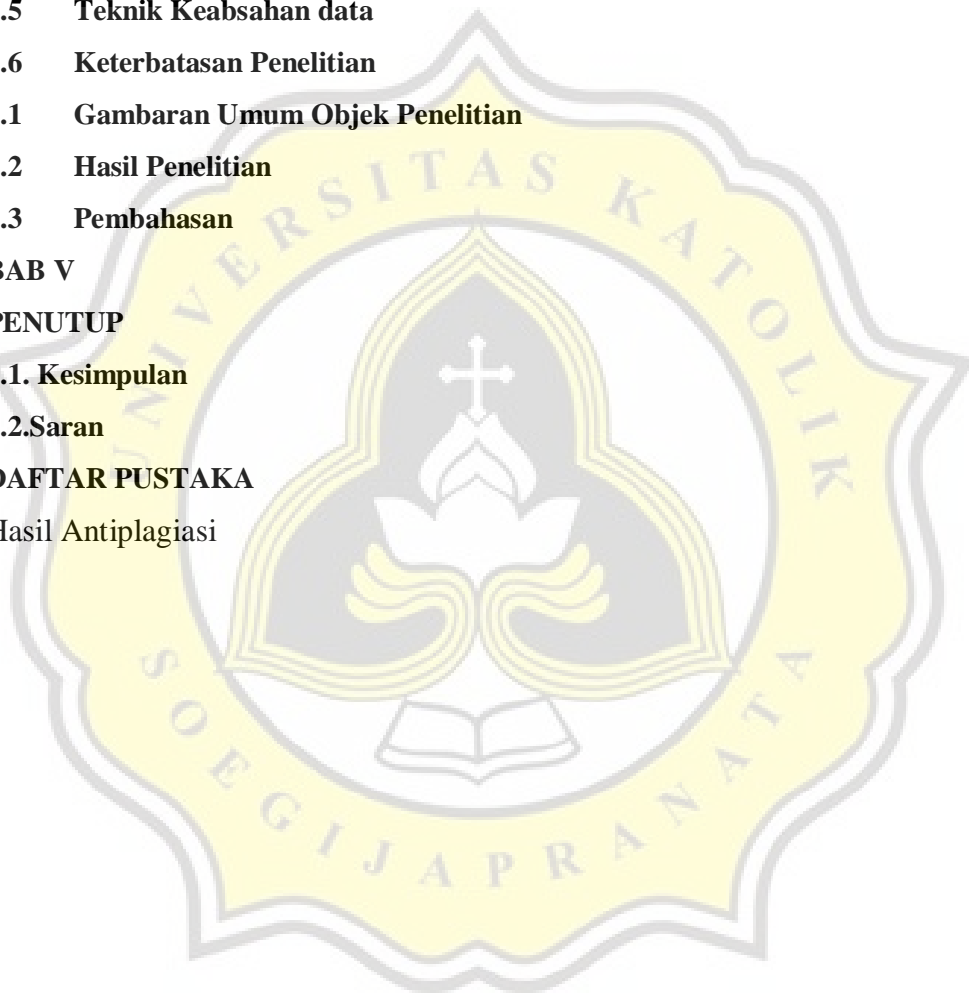 .5 Teknik Keabsahan data
.6 Keterbatasan Penelitian
.1 Gambaran Umum Objek Penelitian
.2 Hasil Penelitian
.3 Pembahasan
BAB V
PENUTUP
.1. Kesimpulan
.2.Saran
DAFTAR PUSTAKA
Hasil Antiplagiasi
UNIVERSITAS KATOLIK
SOEGIJAPRANATA